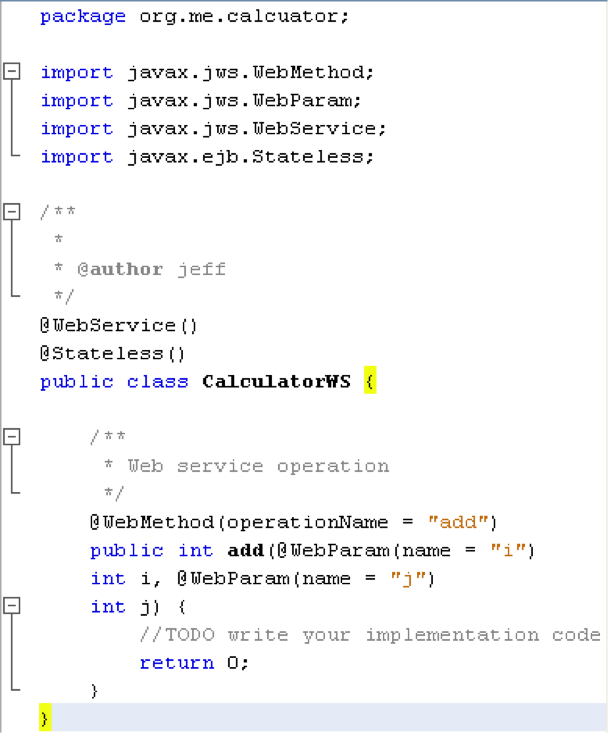 package org.me.calcuator;
import javax.jws.WebMethod;
import javax.jws.WebParam;
import javax.jws.WebService;
import javax.ejb.Stateless;
/**
 *
 * @author jeff
 */
@WebService()
@Stateless()
public class CalculatorWS {
    /**
     * Web service operation
     */
    @WebMethod(operationName = "add")
    public int add(@WebParam(name = "i")
    int i, @WebParam(name = "j")
    int j) {
        //TODO write your implementation code
        return 0;
    }
}